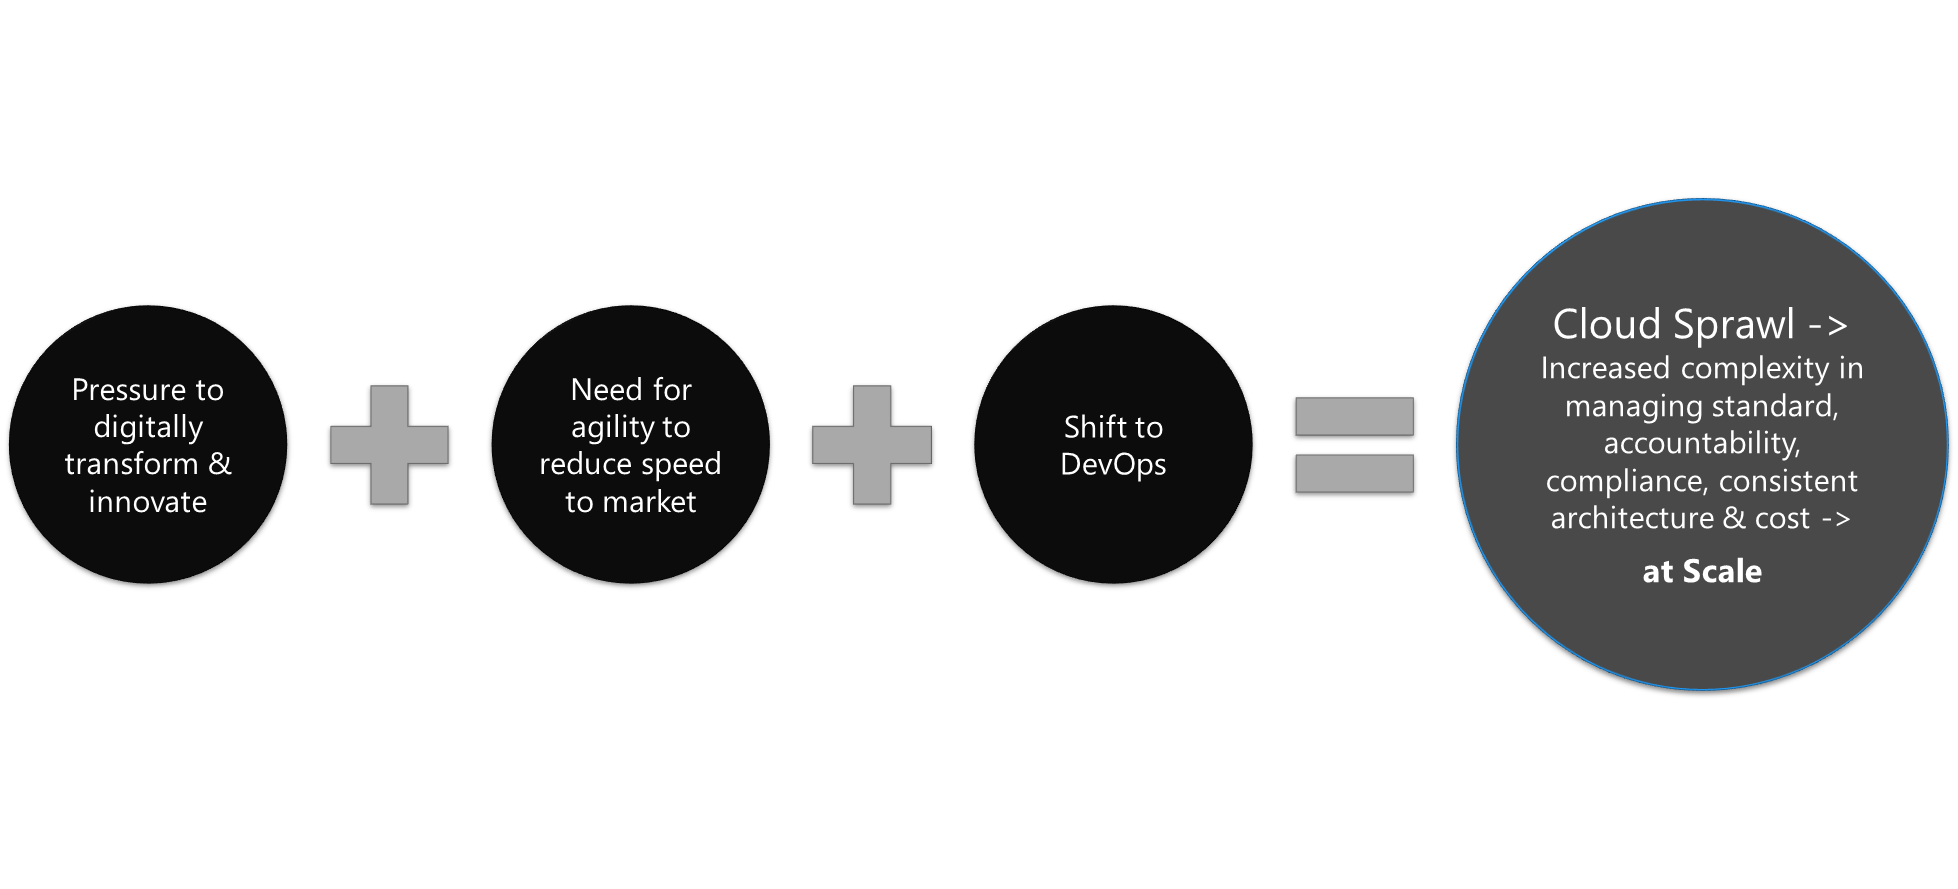 Pressure to
digitally
transform &
innovate
Need for
agility to
reduce speed
to market
Shift to
DevOps
Cloud Sprawl ->
Increased complexity in
managing standard,
accountability,
compliance, consistent
architecture & cost ->
at Scale